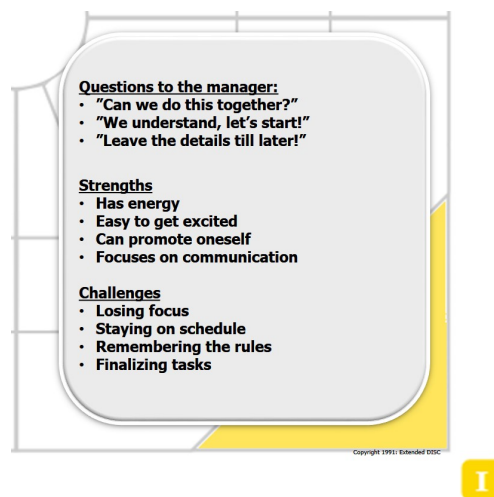 Questions to the manager:
• ”Can we do this together?”
• ”We understand, let’s start!”
• ”Leave the details till later!”
Strengths
• Has energy
• Easy to get excited
• Can promote oneself
• Focuses on communication
Challenges
• Losing focus
• Staying on schedule
• Remembering the rules
• Finalizing tasks
Copyright 1991: Extended DISC
I